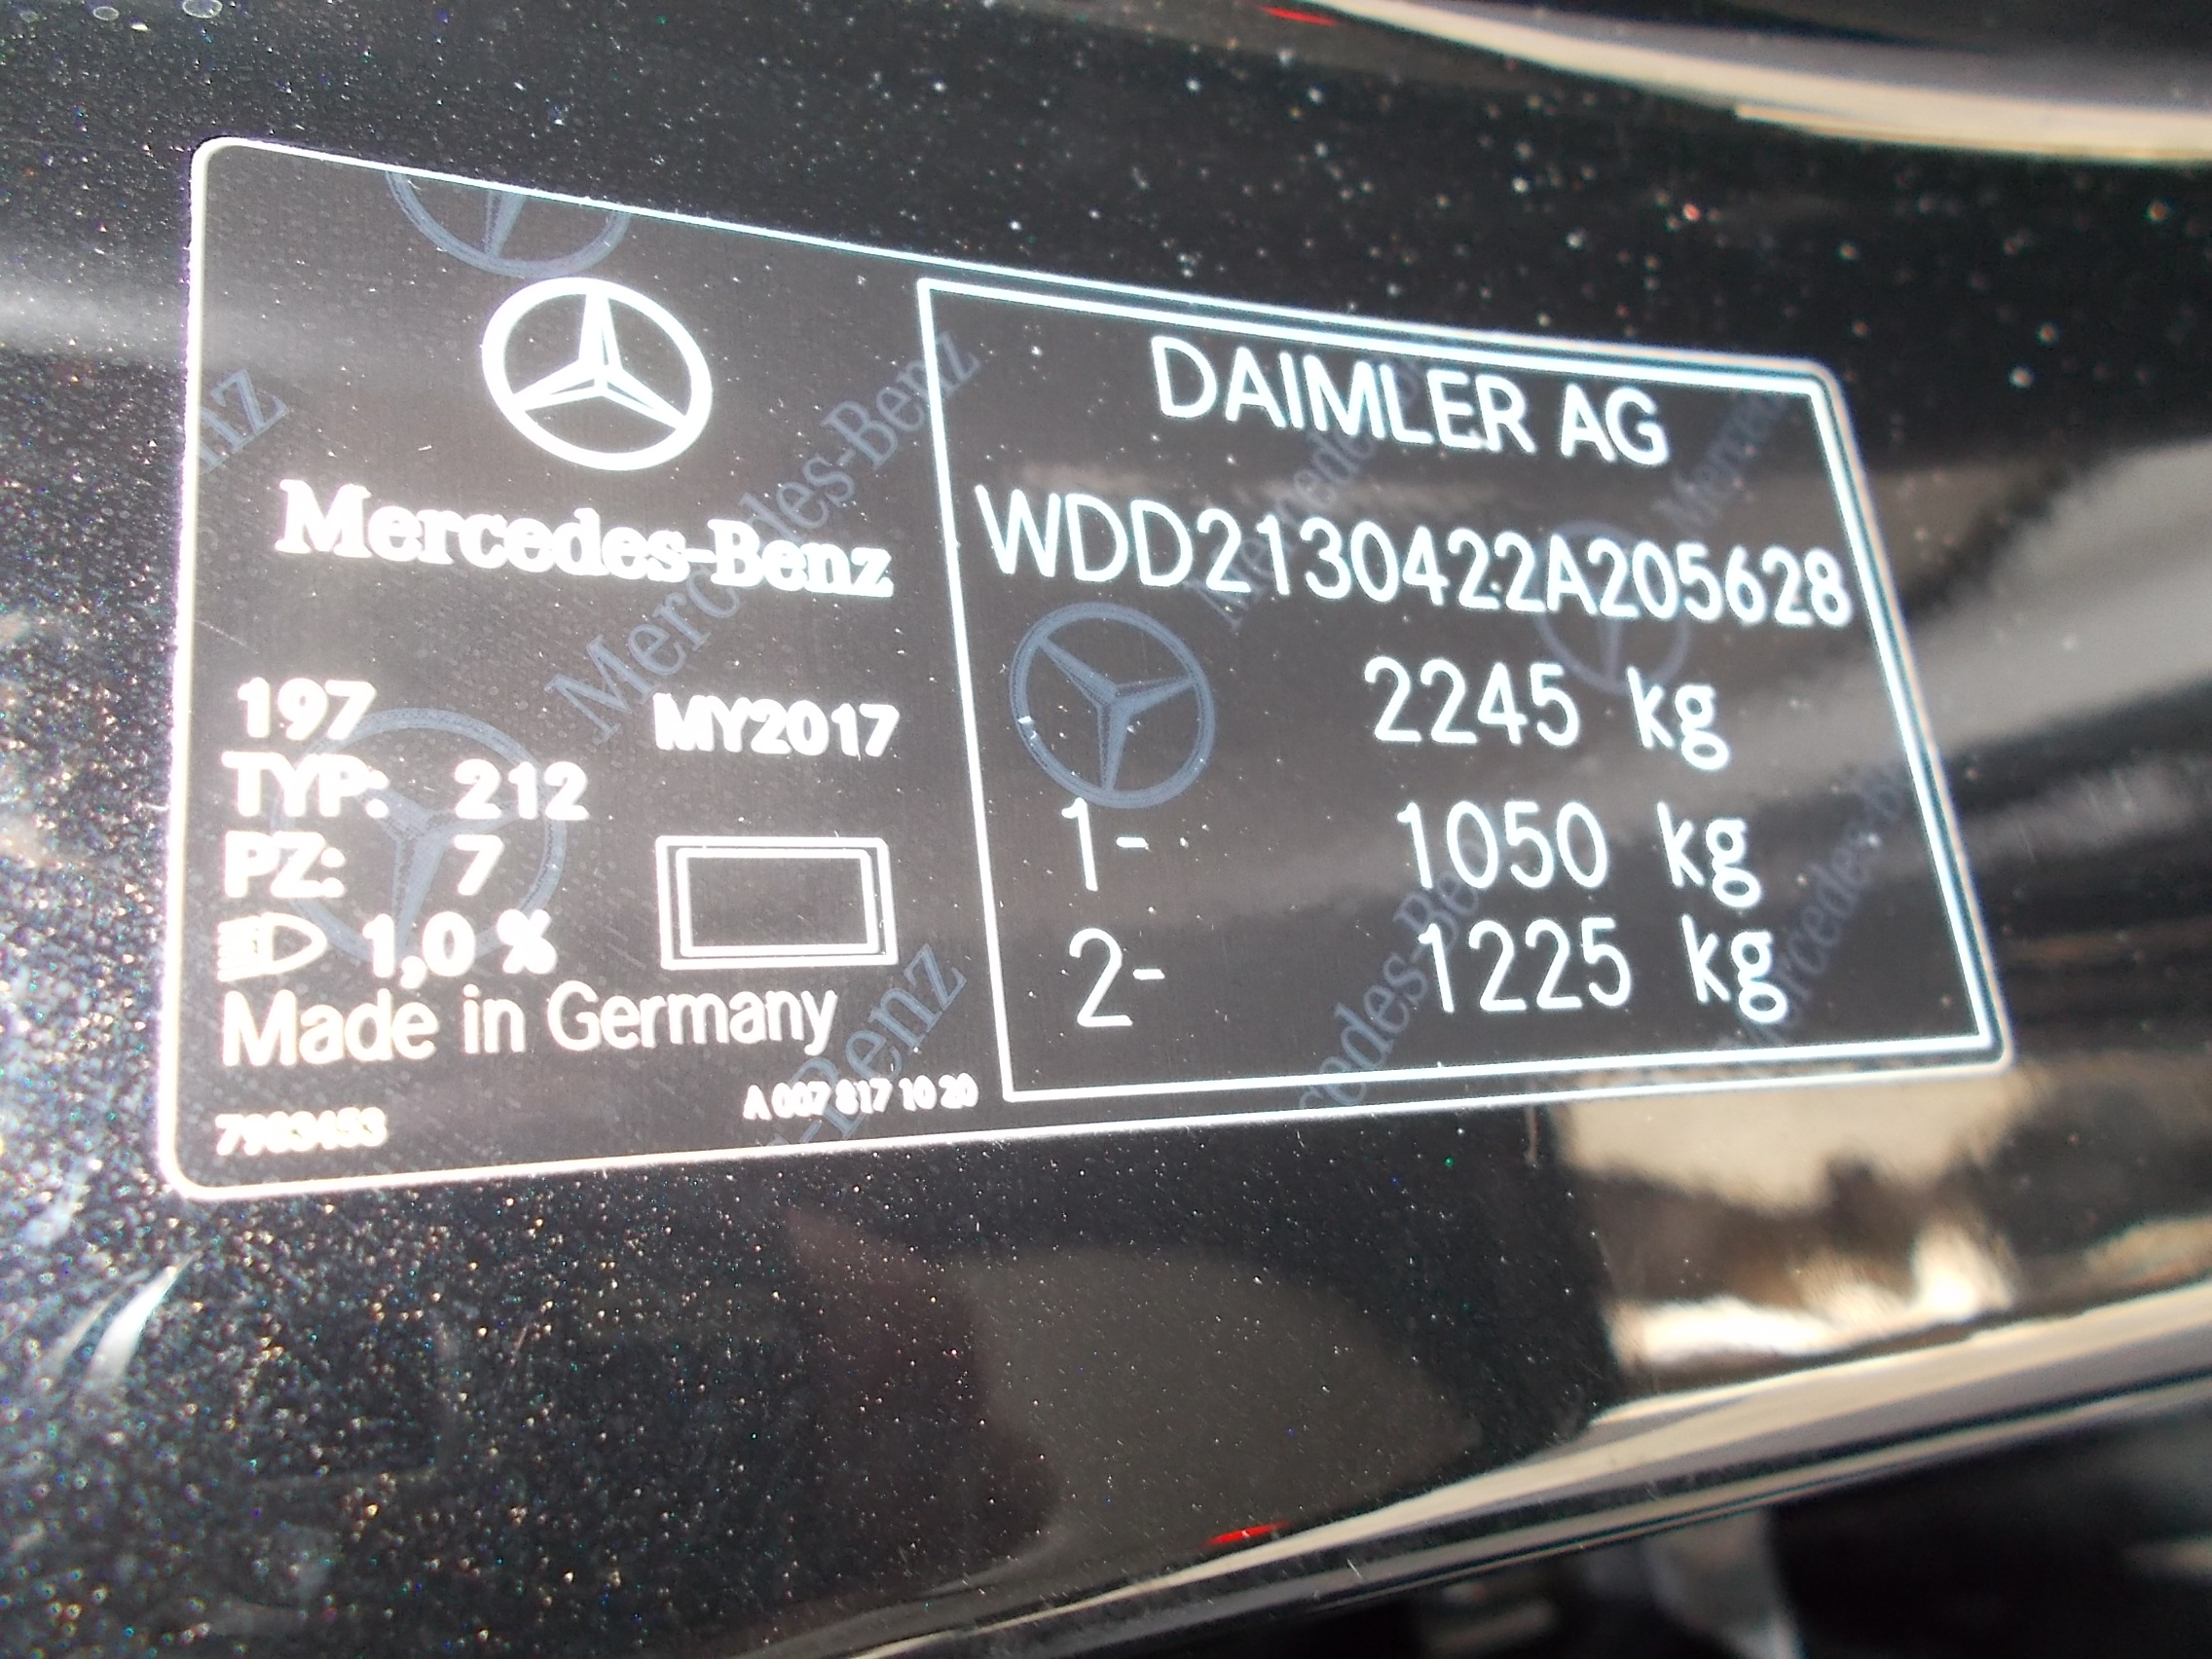 Mercedes-Benz
197 MY2017
TYP: 212
PZ: 7
1,0 %
Made in Germany
A 007 817 10 20
DAIMLER AG
WDD2130422A205628
2245 kg
1- 1050 kg
2- 1225 kg